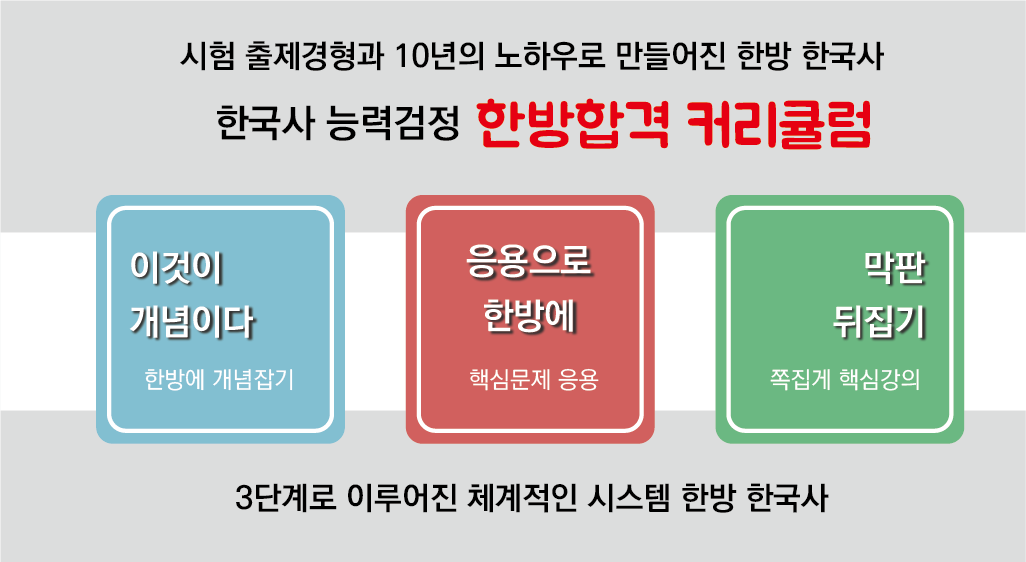 시험 출제경형과 10년의 노하우로 만들어진 한방 한국사
한국사 능력검정 한방합격 커리큘럼
이것이
개념이다
한방에 개념잡기
응용으로
한방에
핵심문제 응용
막판
뒤집기
쪽집게 핵심강의
3단계로 이루어진 체계적인 시스템 한방 한국사